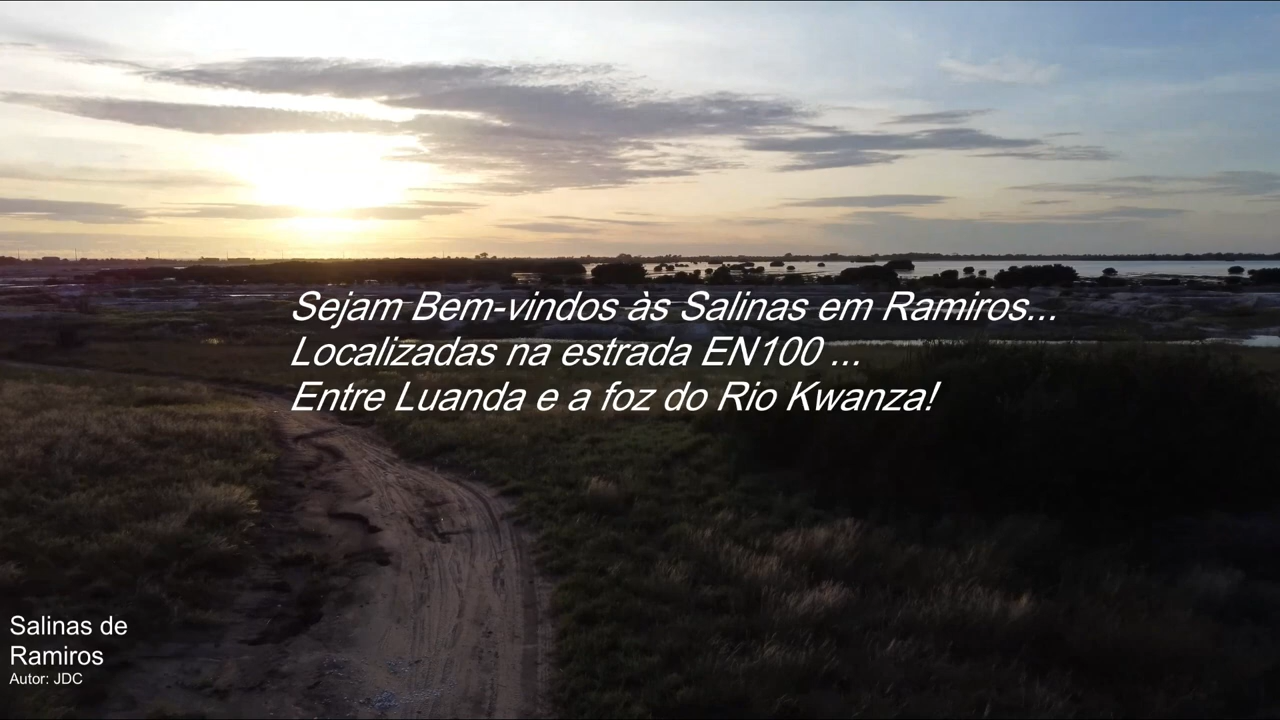 Sejam Bem-vindos às Salinas em Ramiros...
Localizadas na estrada EN100 ...
Entre Luanda e a foz do Rio Kwanza!
Salinas de
Ramiros
Autor: JDC